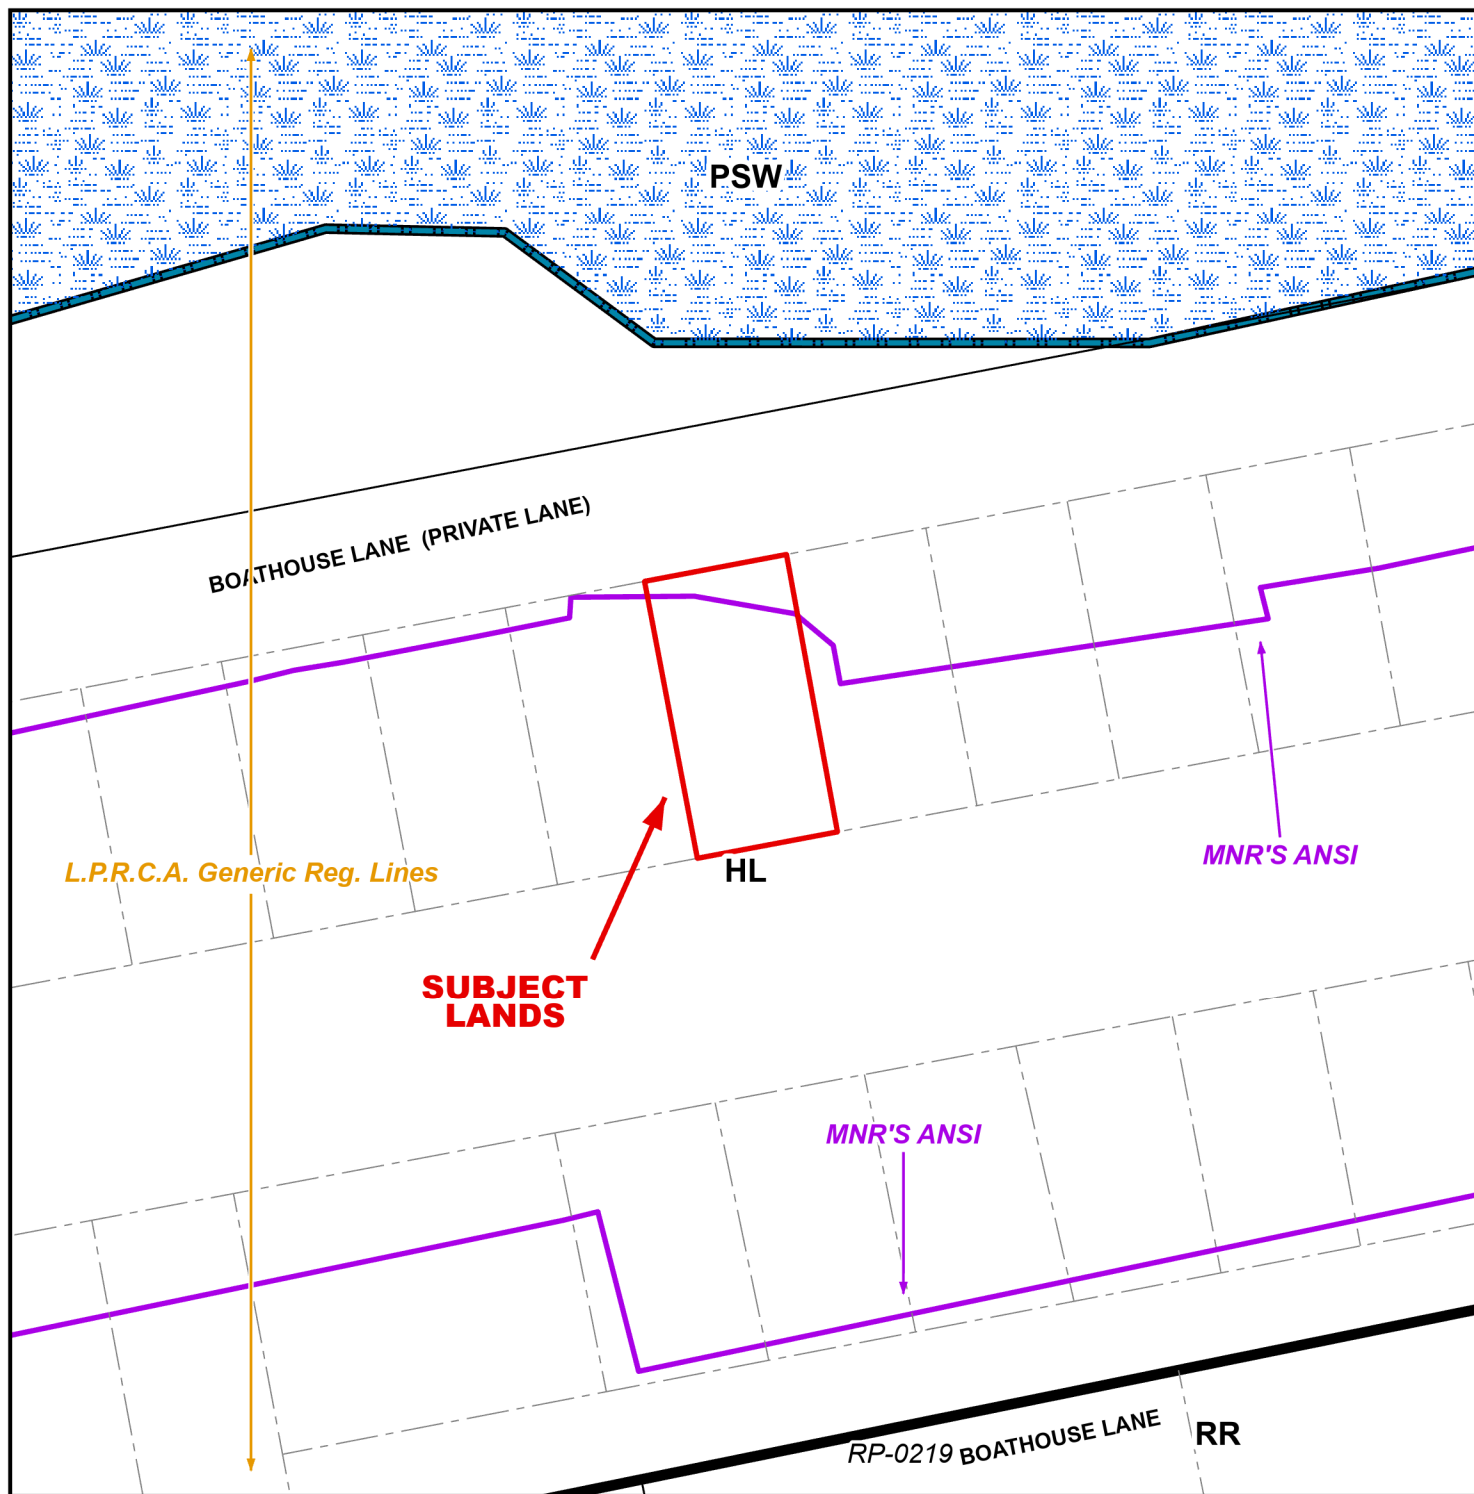 PSW
BOATHOUSE LANE (PRIVATE LANE)
MNR'S ANSI
L.P.R.C.A. Generic Reg. Lines
HL
SUBJECT
LANDS
MNR'S ANSI
RP-0219 BOATHOUSE LANE
RR